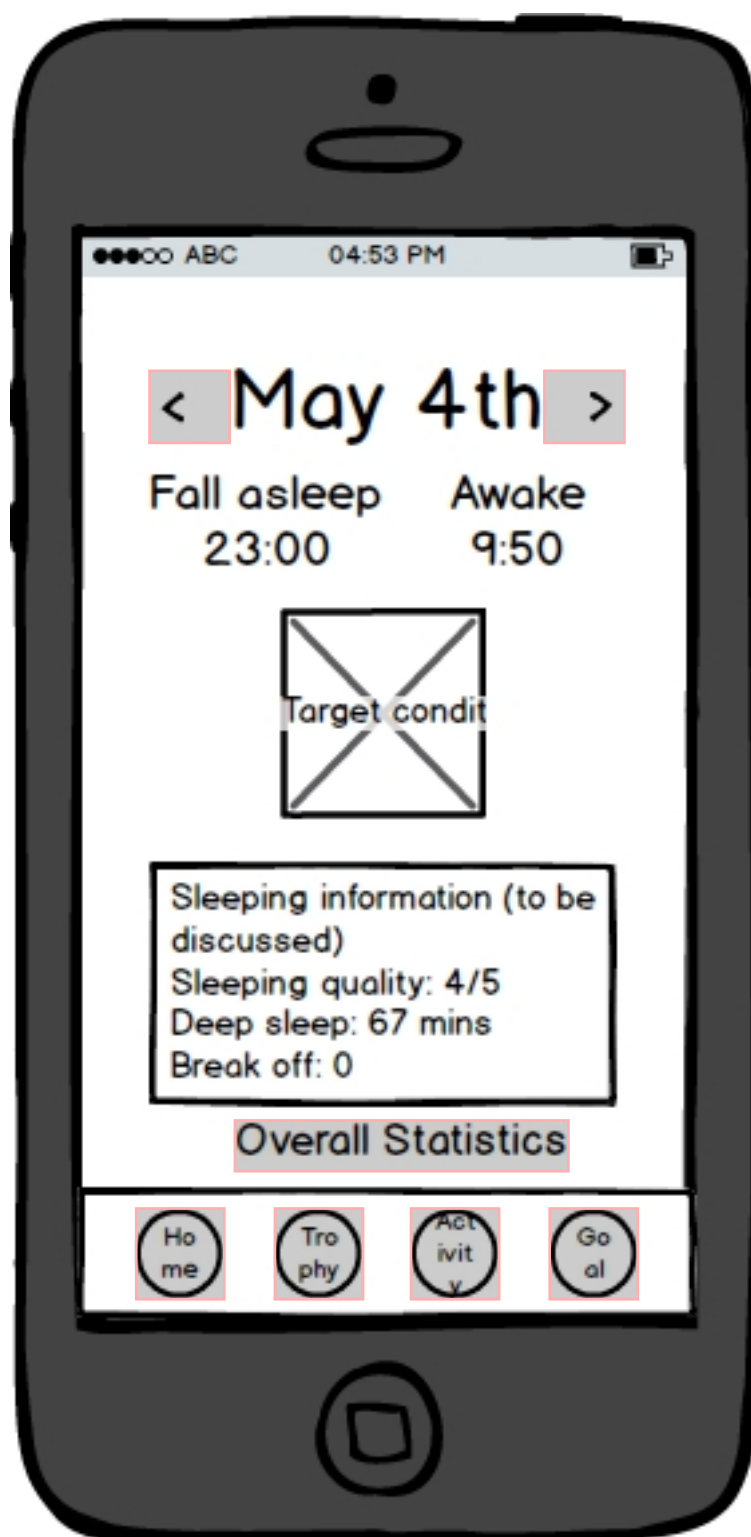 ABC 04:53 PM
< May 4th >
Fall asleep Awake
23:00 9:50
Target condit
Sleeping information (to be
discussed)
Sleeping quality: 4/5
Deep sleep: 67 mins
Break off: 0
Overall Statistics
Ho
me
Tro
phy
Act
ivit
y
Go
al